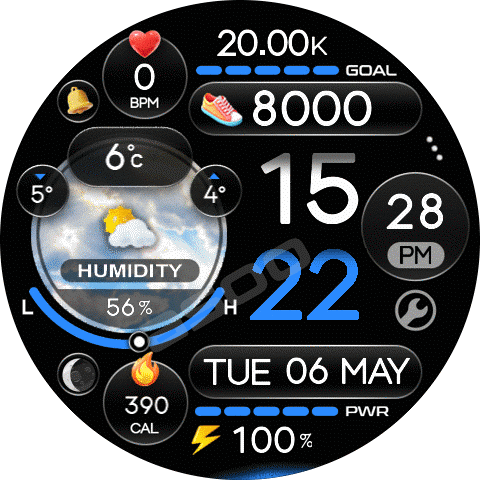 20.00K
GOAL
0
BPM
8000
6°c
5°
4°
15
28
PM
HUMIDITY
22
L
56%
H
TUE 06 MAY
390
CAL
PWR
100%